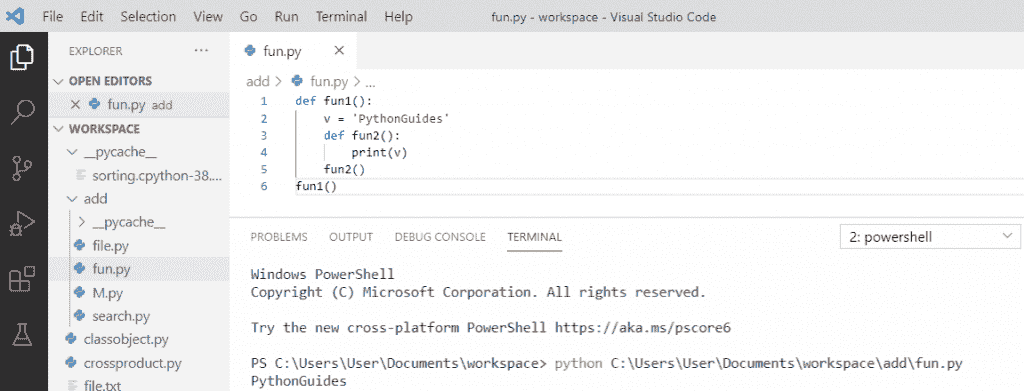 File Edit Selection View Go Run Terminal Help fun.py - workspace - Visual Studio Code
EXPLORER ...
OPEN EDITORS
fun.py add
WORKSPACE
__pycache__
sorting.cpython-38....
add
__pycache__
file.py
fun.py
M.py
search.py
classobject.py
crossproduct.py
file.txt
fun.py
add > fun.py > ...
1 def fun1():
2     v = 'PythonGuides'
3     def fun2():
4         print(v)
5     fun2()
6 fun1()
PROBLEMS OUTPUT DEBUG CONSOLE TERMINAL 2: powershell
Windows PowerShell
Copyright (C) Microsoft Corporation. All rights reserved.
Try the new cross-platform PowerShell https://aka.ms/pscore6
PS C:\Users\User\Documents\workspace> python C:\Users\User\Documents\workspace\add\fun.py
PythonGuides